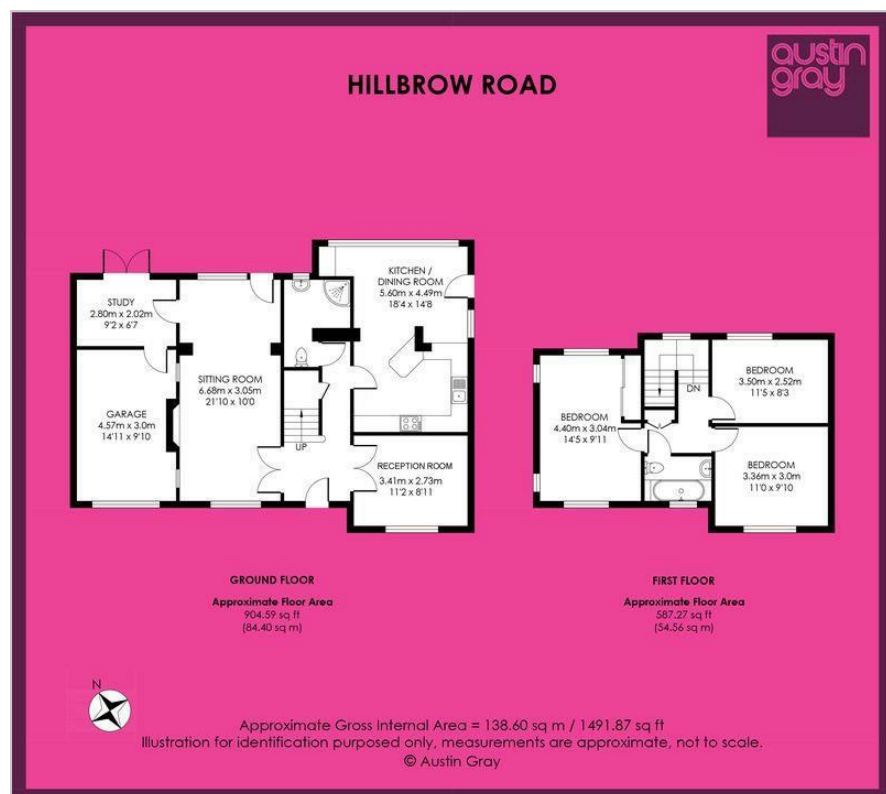 austin
gray
HILLBROW ROAD
KITCHEN /
DINING ROOM
5.60m x 4.49m
18'4 x 14'8
STUDY
2.80m x 2.02m
9'2 x 6'7
SITTING ROOM
6.68m x 3.05m
21'10 x 10'0
GARAGE
4.57m x 3.0m
14'11 x 9'10
UP
RECEPTION ROOM
3.41m x 2.73m
11'2 x 8'11
BEDROOM
4.40m x 3.04m
14'5 x 9'11
DN
BEDROOM
3.50m x 2.52m
11'5 x 8'3
BEDROOM
3.36m x 3.0m
11'0 x 9'10
GROUND FLOOR
Approximate Floor Area
904.59 sq ft
(84.40 sq m)
FIRST FLOOR
Approximate Floor Area
587.27 sq ft
(54.56 sq m)
N
Approximate Gross Internal Area = 138.60 sq m / 1491.87 sq ft
Illustration for identification purposed only, measurements are approximate, not to scale.
© Austin Gray